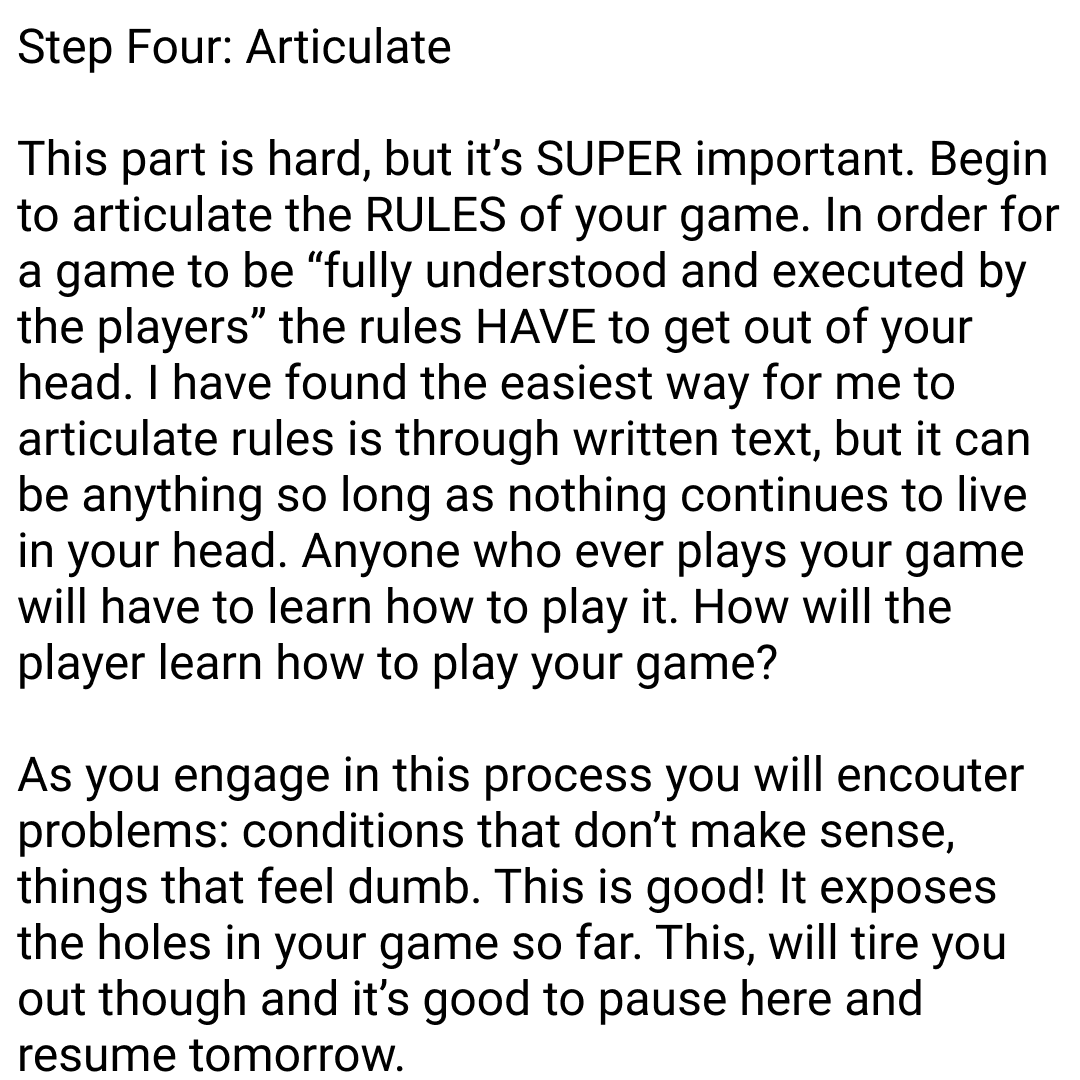 Step Four: Articulate
This part is hard, but it’s SUPER important. Begin
to articulate the RULES of your game. In order for
a game to be “fully understood and executed by
the players” the rules HAVE to get out of your
head. I have found the easiest way for me to
articulate rules is through written text, but it can
be anything so long as nothing continues to live
in your head. Anyone who ever plays your game
will have to learn how to play it. How will the
player learn how to play your game?
As you engage in this process you will encouter
problems: conditions that don’t make sense,
things that feel dumb. This is good! It exposes
the holes in your game so far. This, will tire you
out though and it’s good to pause here and
resume tomorrow.